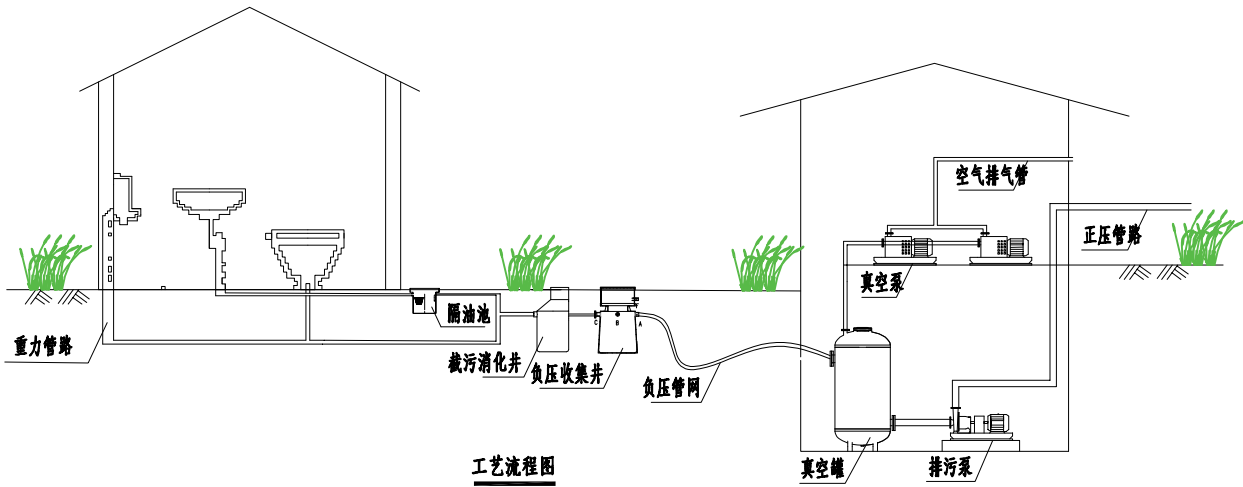 空气排气管
正压管路
真空泵
隔油池
重力管路
截污消化井
负压收集井
C
B
A
负压管网
真空罐
排污泵
工艺流程图